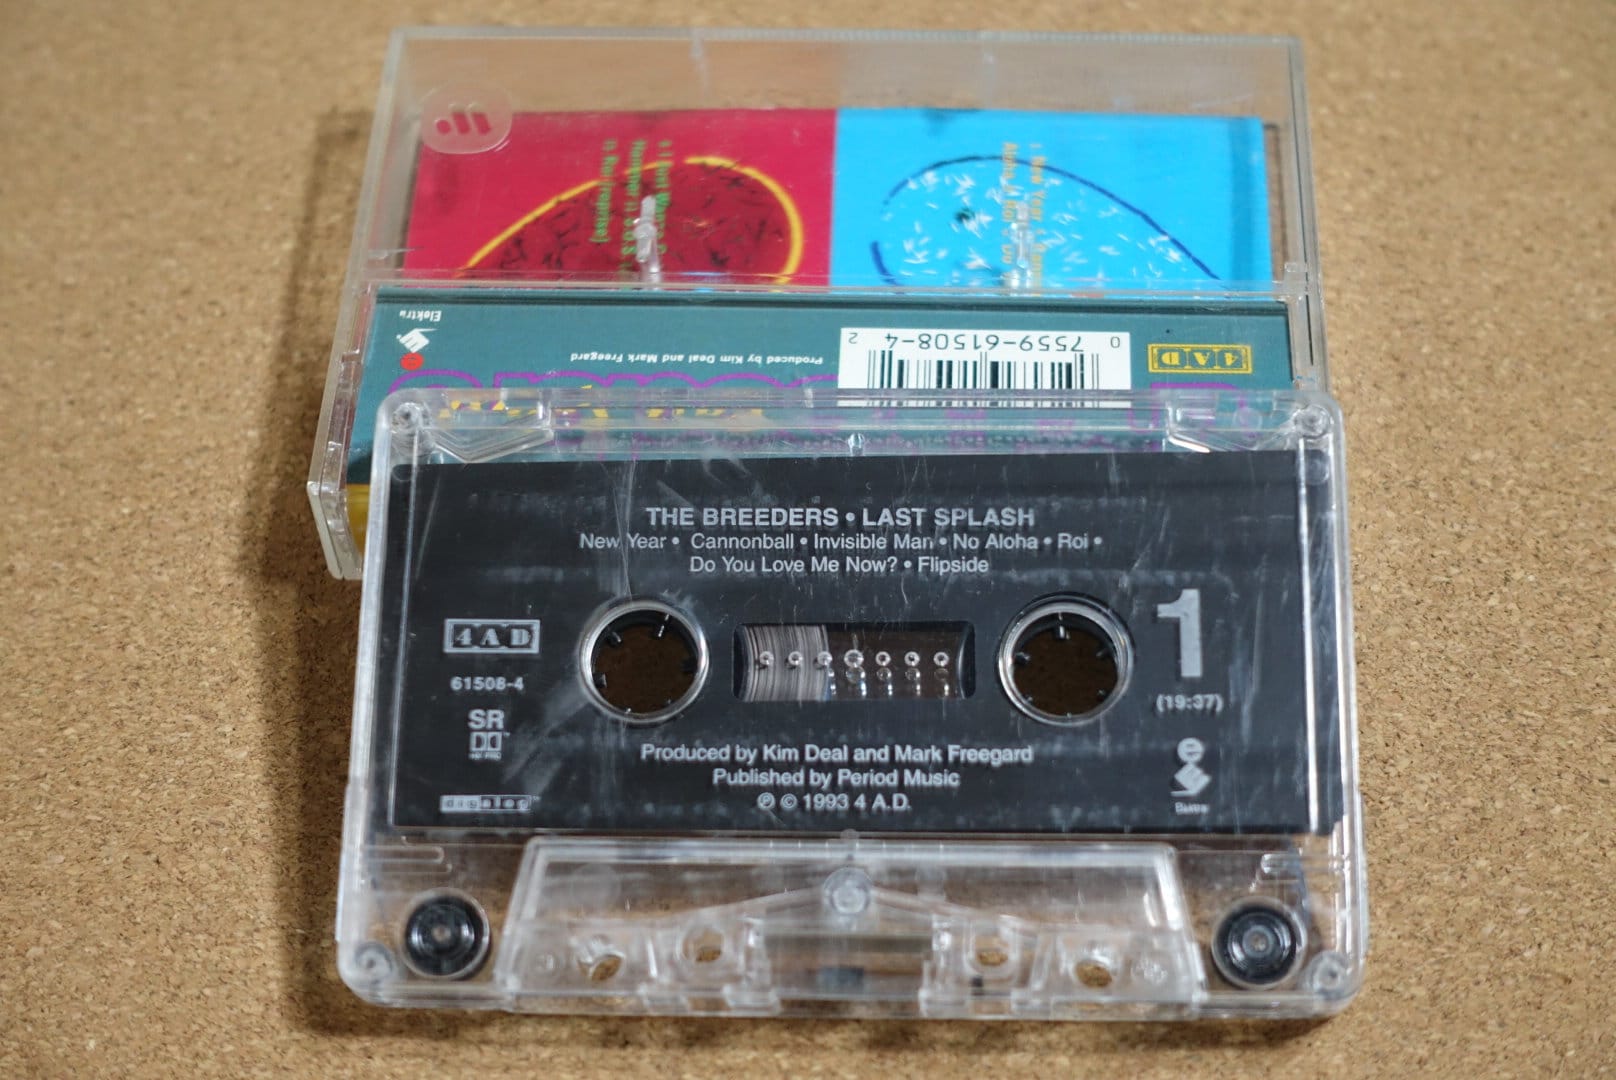 Elektra
Produced by Kim Deal and Mark Freegard
0 7559-61508-4 2
4AD
THE BREEDERS • LAST SPLASH
New Year • Cannonball • Invisible Man • No Aloha • Roi •
Do You Love Me Now? • Flipside
4AD
61508-4
SR
1
(19:37)
Produced by Kim Deal and Mark Freegard
Published by Period Music
℗ © 1993 4 A.D.